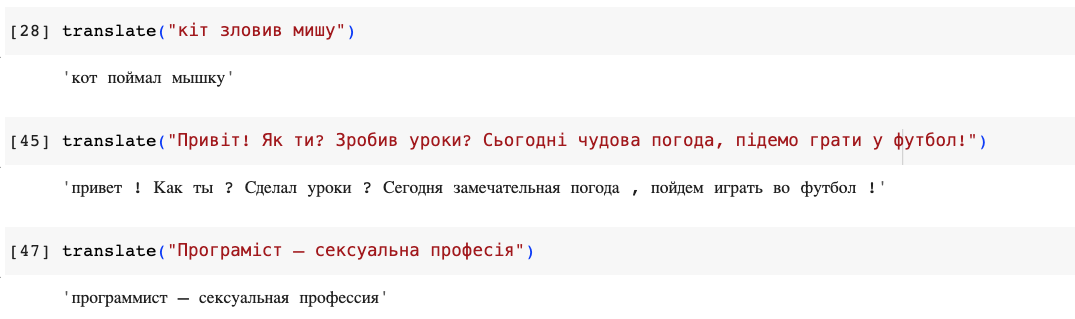 [28] translate("кіт зловив мишу")
'кот поймал мышку'
[45] translate("Привіт! Як ти? Зробив уроки? Сьогодні чудова погода, підемо грати у футбол!")
'привет ! Как ты ? Сделал уроки ? Сегодня замечательная погода , пойдем играть во футбол !'
[47] translate("Програміст — сексуальна професія")
'программист — сексуальная профессия'